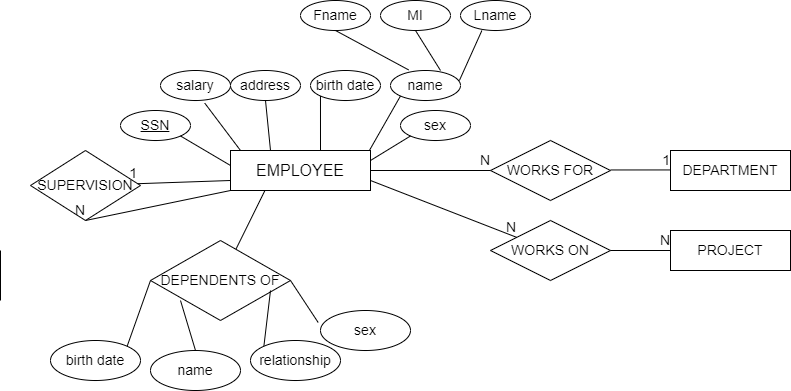 Fname
MI
Lname
salary
address
birth date
name
SSN
sex
EMPLOYEE
SUPERVISION
1
N
N
WORKS FOR
1
DEPARTMENT
N
WORKS ON
N
PROJECT
DEPENDENTS OF
birth date
name
relationship
sex